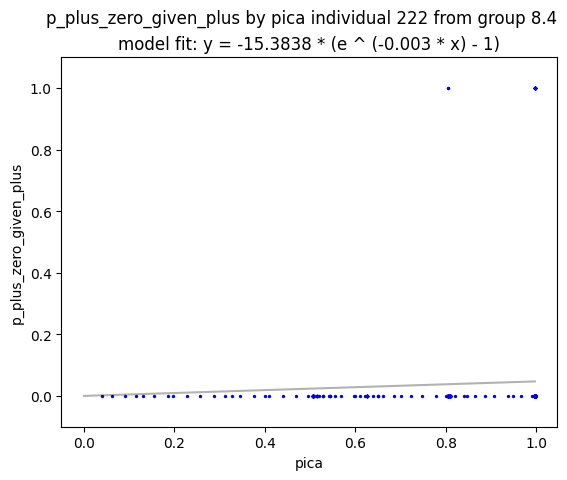 p_plus_zero_given_plus by pica individual 222 from group 8.4
model fit: y = -15.3838 * (e ^ (-0.003 * x) - 1)
1.0
0.8
0.6
0.4
0.2
0.0
p_plus_zero_given_plus
0.0 0.2 0.4 0.6 0.8 1.0
pica